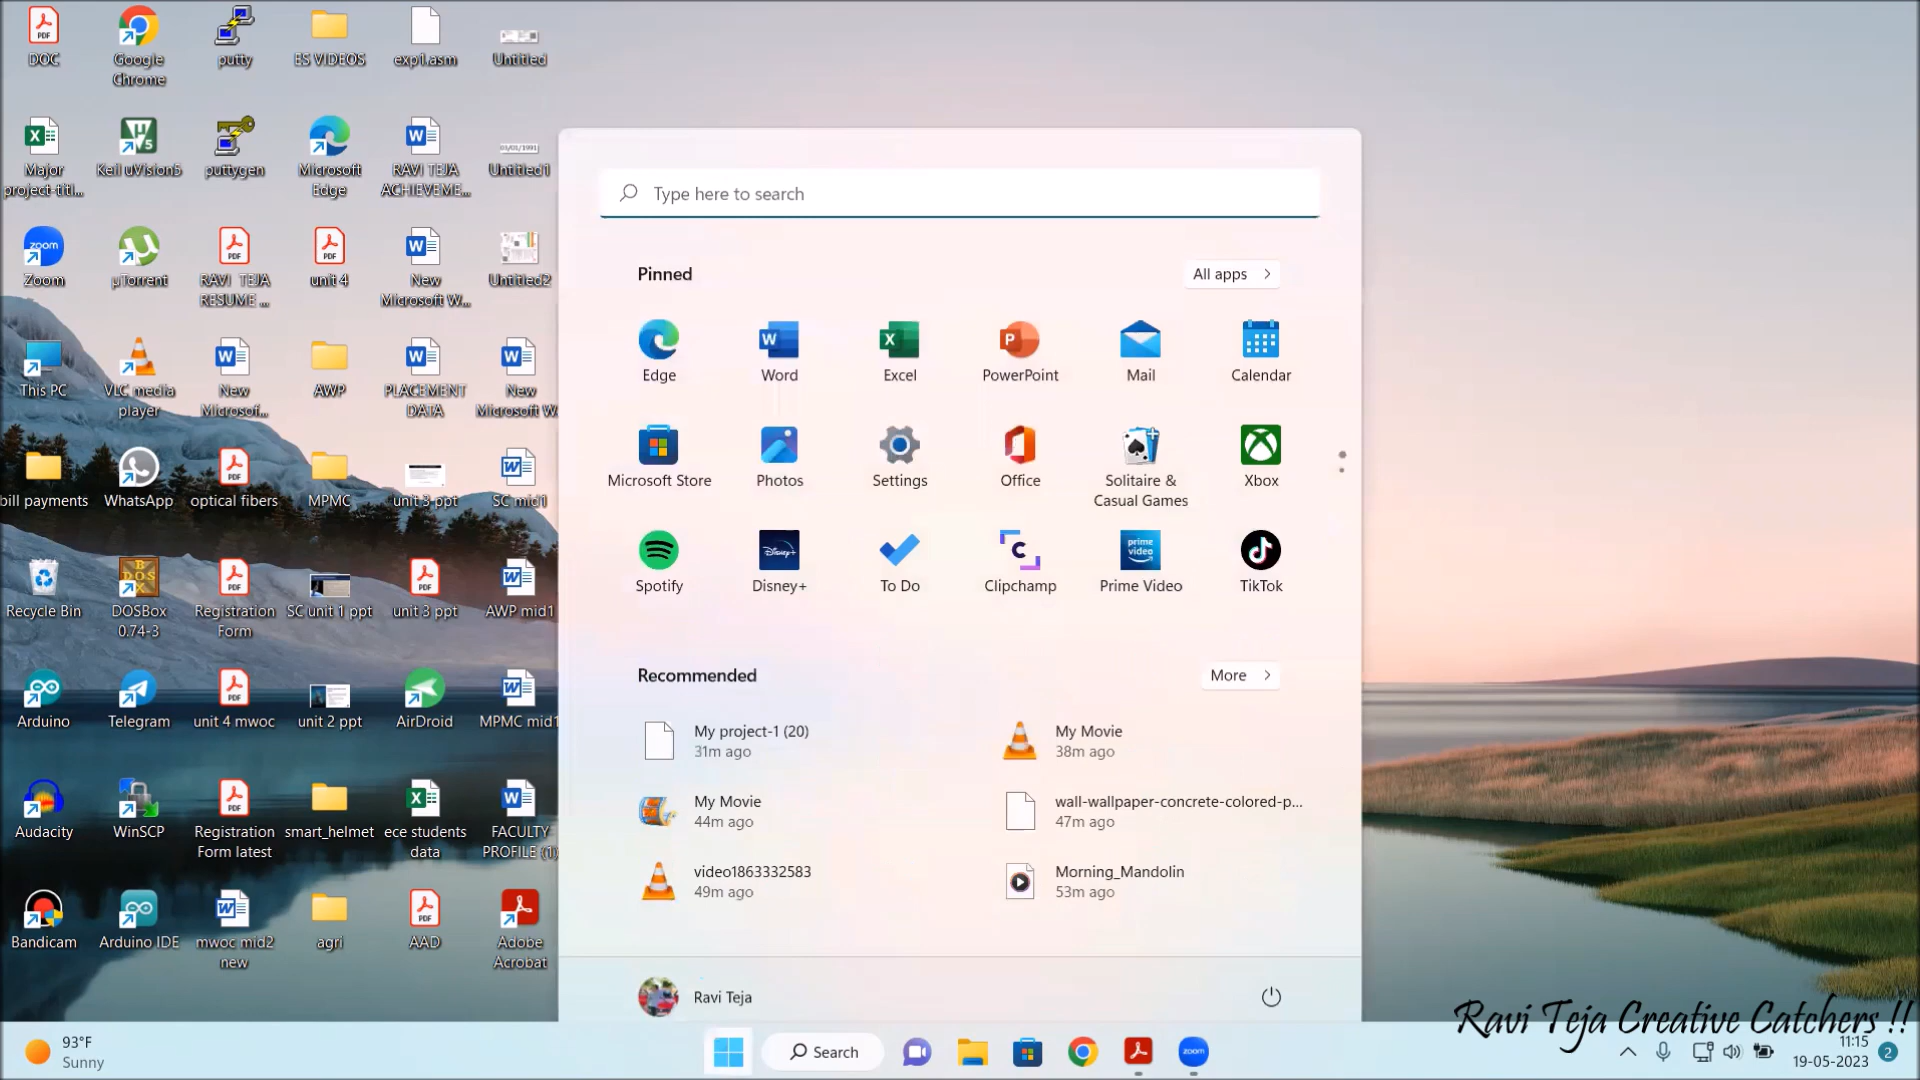 DOC
Google
Chrome
putty
ES VIDEOS
exp1.asm
Untitled
Major
project-titl...
Keil uVision5
puttygen
Microsoft
Edge
RAVI TEJA
ACHIEVEME...
03/03/1991
Untitled1
zoom
Zoom
µTorrent
RAVI TEJA
RESUME ...
unit 4
New
Microsoft W...
Untitled2
This PC
VLC media
player
New
Microsof...
AWP
PLACEMENT
DATA
New
Microsoft W
bill payments
WhatsApp
optical fibers
MPMC
unit 3 ppt
SC mid1
Recycle Bin
DOSBox
0.74-3
Registration
Form
SC unit 1 ppt
unit 3 ppt
AWP mid1
Arduino
Telegram
unit 4 mwoc
unit 2 ppt
AirDroid
MPMC mid1
Audacity
WinSCP
Registration
Form latest
smart_helmet
ece students
data
FACULTY
PROFILE (1)
Bandicam
Arduino IDE
mwoc mid2
new
agri
AAD
Adobe
Acrobat
Type here to search
Pinned
All apps
Edge
Word
Excel
PowerPoint
Mail
Calendar
Microsoft Store
Photos
Settings
Office
Solitaire &
Casual Games
Xbox
Disney+
prime
video
Spotify
Disney+
To Do
Clipchamp
Prime Video
TikTok
Recommended
More
My project-1 (20)
31m ago
My Movie
38m ago
My Movie
44m ago
wall-wallpaper-concrete-colored-p...
47m ago
video1863332583
49m ago
Morning_Mandolin
53m ago
Ravi Teja
Ravi Teja Creative Catchers !!
93°F
Sunny
Search
zoom
11:15
19-05-2023
2